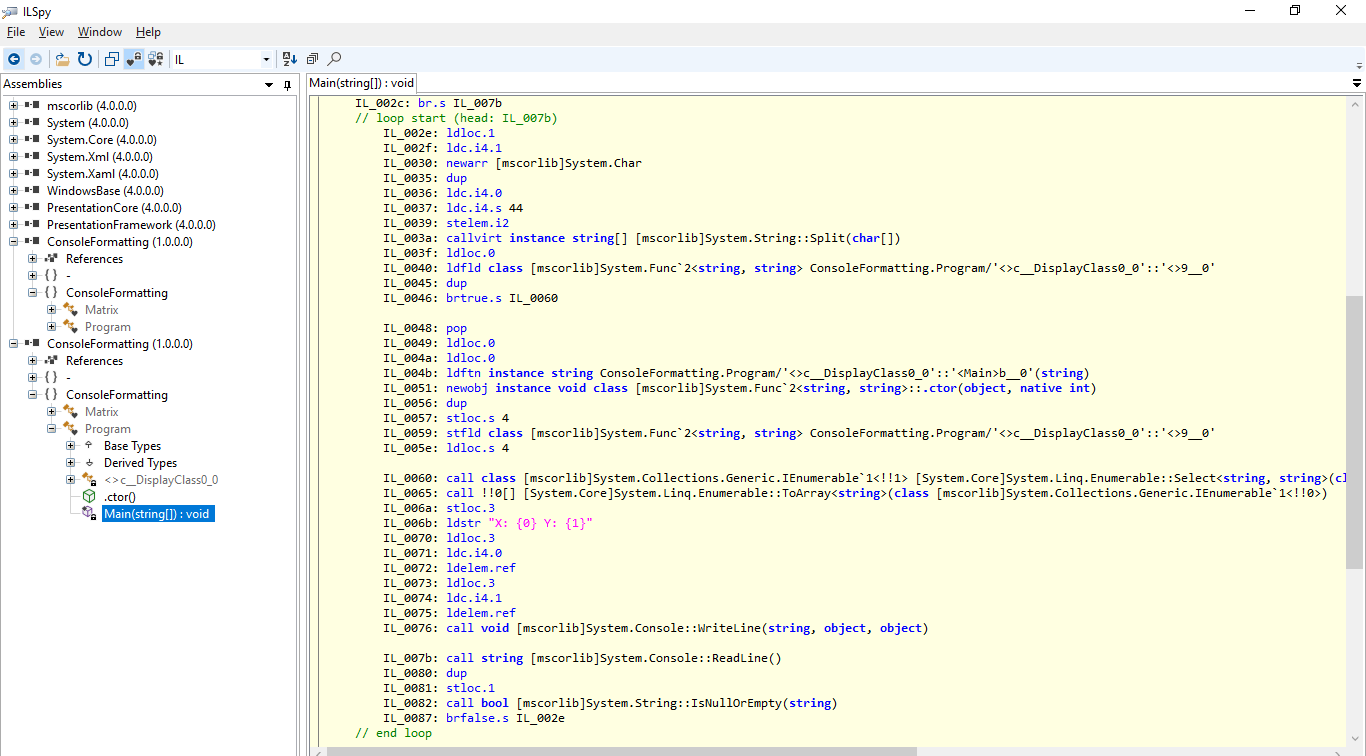 ILSpy
File View Window Help
IL
Assemblies
mscorlib (4.0.0.0)
System (4.0.0.0)
System.Core (4.0.0.0)
System.Xml (4.0.0.0)
System.Xaml (4.0.0.0)
WindowsBase (4.0.0.0)
PresentationCore (4.0.0.0)
PresentationFramework (4.0.0.0)
ConsoleFormatting (1.0.0.0)
References
{ } -
{ } ConsoleFormatting
Matrix
Program
ConsoleFormatting (1.0.0.0)
References
{ } -
{ } ConsoleFormatting
Matrix
Program
Base Types
Derived Types
<>c__DisplayClass0_0
.ctor()
Main(string[]) : void
Main(string[]) : void
IL_002c: br.s IL_007b
// loop start (head: IL_007b)
IL_002e: ldloc.1
IL_002f: ldc.i4.1
IL_0030: newarr [mscorlib]System.Char
IL_0035: dup
IL_0036: ldc.i4.0
IL_0037: ldc.i4.s 44
IL_0039: stelem.i2
IL_003a: callvirt instance string[] [mscorlib]System.String::Split(char[])
IL_003f: ldloc.0
IL_0040: ldfld class [mscorlib]System.Func`2<string, string> ConsoleFormatting.Program/'<>c__DisplayClass0_0'::'<>9__0'
IL_0045: dup
IL_0046: brtrue.s IL_0060
IL_0048: pop
IL_0049: ldloc.0
IL_004a: ldloc.0
IL_004b: ldftn instance string ConsoleFormatting.Program/'<>c__DisplayClass0_0'::'<Main>b__0'(string)
IL_0051: newobj instance void class [mscorlib]System.Func`2<string, string>::.ctor(object, native int)
IL_0056: dup
IL_0057: stloc.s 4
IL_0059: stfld class [mscorlib]System.Func`2<string, string> ConsoleFormatting.Program/'<>c__DisplayClass0_0'::'<>9__0'
IL_005e: ldloc.s 4
IL_0060: call class [mscorlib]System.Collections.Generic.IEnumerable`1<!!1> [System.Core]System.Linq.Enumerable::Select<string, string>(cl
IL_0065: call !!0[] [System.Core]System.Linq.Enumerable::ToArray<string>(class [mscorlib]System.Collections.Generic.IEnumerable`1<!!0>)
IL_006a: stloc.3
IL_006b: ldstr "X: {0} Y: {1}"
IL_0070: ldloc.3
IL_0071: ldc.i4.0
IL_0072: ldelem.ref
IL_0073: ldloc.3
IL_0074: ldc.i4.1
IL_0075: ldelem.ref
IL_0076: call void [mscorlib]System.Console::WriteLine(string, object, object)
IL_007b: call string [mscorlib]System.Console::ReadLine()
IL_0080: dup
IL_0081: stloc.1
IL_0082: call bool [mscorlib]System.String::IsNullOrEmpty(string)
IL_0087: brfalse.s IL_002e
// end loop